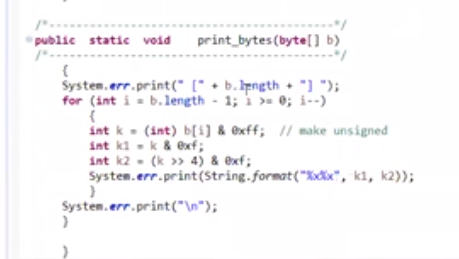 /*--------------------------------------*/
public static void print_bytes(byte[] b)
/*--------------------------------------*/
{
System.err.print(" [" + b.length + "] ");
for (int i = b.length - 1; i >= 0; i--)
{
int k = (int) b[i] & 0xff; // make unsigned
int k1 = k & 0xf;
int k2 = (k >> 4) & 0xf;
System.err.print(String.format("%x%x", k1, k2));
}
System.err.print("\n");
}
}